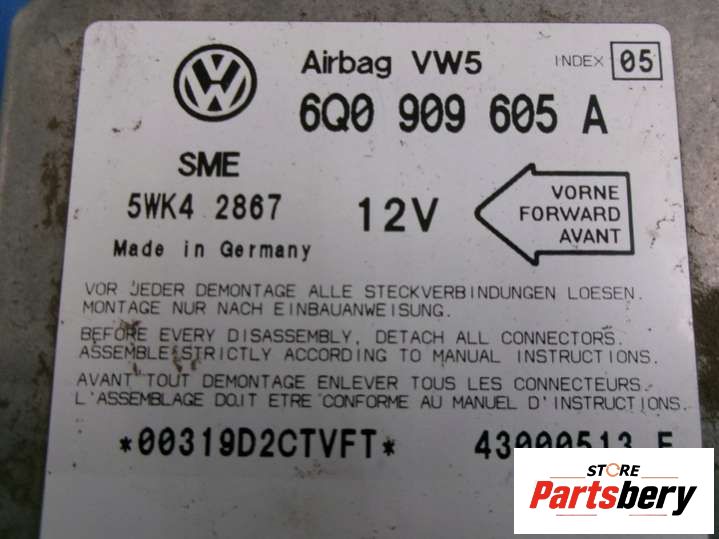 Airbag VW5 INDEX 05
6Q0 909 605 A
SME
5WK4 2867 12V
Made in Germany
VORNE
FORWARD
AVANT
VOR JEDER DEMONTAGE ALLE STECKVERBINDUNGEN LOESEN.
MONTAGE NUR NACH EINBAUANWEISUNG.
BEFORE EVERY DISASSEMBLY, DETACH ALL CONNECTORS.
ASSEMBLE STRICTLY ACCORDING TO MANUAL INSTRUCTIONS.
AVANT TOUT DEMONTAGE ENLEVER TOUS LES CONNECTEURS.
L'ASSEMBLAGE DOIT ETRE CONFORME AU MANUEL D'INSTRUCTIONS.
*00319D2CTVFT*
STORE
Partsbery